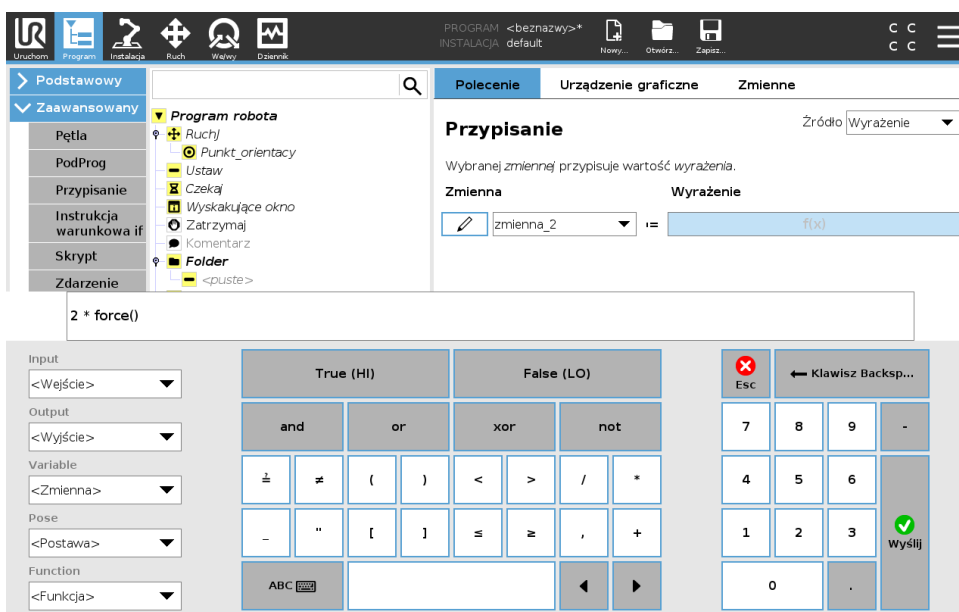 UR
PROGRAM <beznazwy>*
INSTALACJA default
Uruchom Program Instalacja Ruch We/wy Dziennik Nowy... Otwórz... Zapisz...
C C
C C
Podstawowy
Zaawansowany
Pętla
PodProg
Przypisanie
Instrukcja
warunkowa if
Skrypt
Zdarzenie
Program robota
RuchJ
Punkt_orientacy
Ustaw
Czekaj
Wyskakujące okno
Zatrzymaj
Komentarz
Folder
<puste>
Polecenie Urządzenie graficzne Zmienne
Przypisanie
Źródło Wyrażenie
Wybranej zmiennej przypisuje wartość wyrażenia.
Zmienna Wyrażenie
zmienna_2 := f(x)
2 * force()
Input
<Wejście>
Output
<Wyjście>
Variable
<Zmienna>
Pose
<Postawa>
Function
<Funkcja>
True (HI) False (LO)
and or xor not
≟ ≠ ( ) < > / *
_ " [ ] ≤ ≥ , +
ABC
Esc Klawisz Backsp...
7 8 9 -
4 5 6
1 2 3 Wyślij
0 .